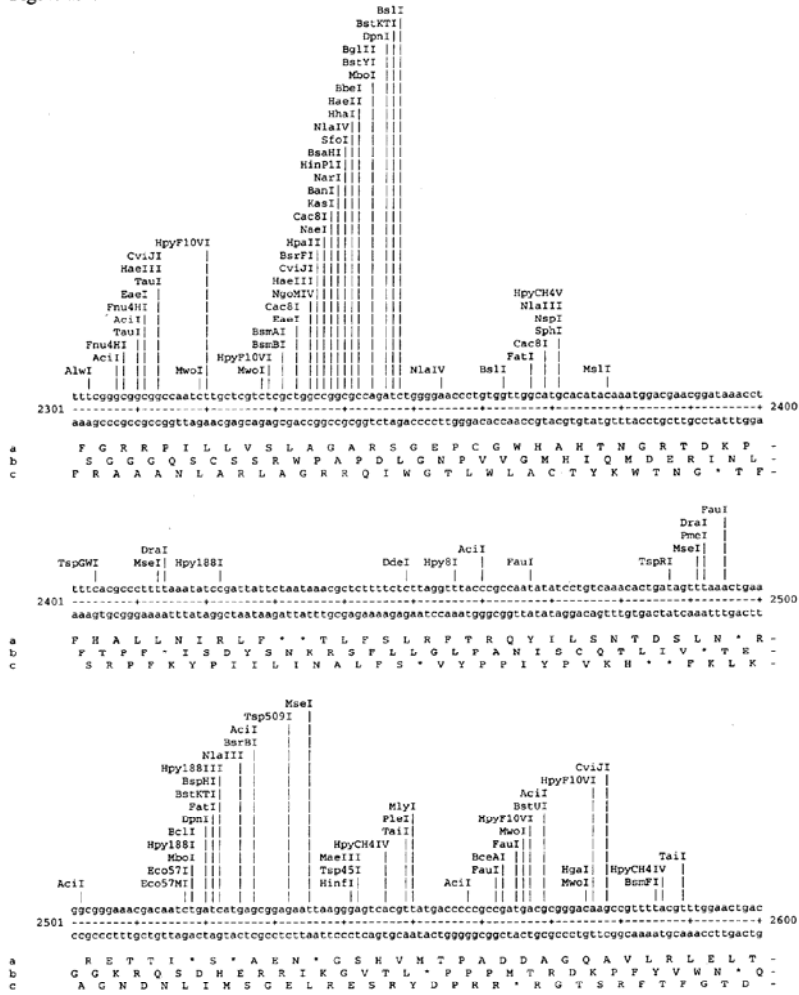 BslI
BstKTI
DpnI
BglII
BstYI
MboI
BbeI
HaeII
HhaI
NlaIV
SfoI
BsaHI
HinP1I
NarI
BanI
KasI
Cac8I
NaeI
HpyF10VI HpaII
CviJI BsrFI
HaeIII CviJI
TauI HaeIII
EaeI NgoMIV HpyCH4V
Fnu4HI Cac8I NlaIII
AciI EaeI NspI
TauI BsmAI SphI
Fnu4HI BsmBI Cac8I
AciI HpyF10VI FatI
AlwI MwoI MwoI NlaIV BslI MslI
tttcgggcggcggccaatcttgctcgtctcgctggccggcgcgccagatctggggaaccctgtggttggcatgcacatacaaatggacgaacggataaacct
2301 2400
aaagcccgccgccggttagaacgagcagagcgaccggccgcgcggtctagaccccttgggacaccaaccgtacgtgtatgtttacctgcttgcctatttgga
a F G R R P I L L V S L A G A R S G E P C G W H A H T N G R T D K P -
b S G G G Q S C S S R W P A P D L G N P V V G M H I Q M D E R I N L -
c F R A A A N L A R L A G R R Q I W G T L W L A C T Y K W T N G * T F -
FauI
DraI
DraI AciI PmeI
TspGWI MseI Hpy188I DdeI Hpy8I FauI TspRI MseI
tttcacgcccttttaaatatccgattattctaataaacgctcttttctcttaggtttacccgccaatatatcctgtcaaacactgatagtttaaactgaa
2401 2500
aaagtgcgggaaaatttataggctaataagattatttgcgagaaaagagaatccaaatgggcggttatataggacagtttgtgactatcaaatttgactt
a F H A L L N I R L F * * T L F S L R F T R Q Y I L S N T D S L N * R -
b F T P F * I S D Y S N K R S F L L G L P A N I S C Q T L I V * T E -
c S R P F K Y P I I L I N A L F S * V Y P P I Y P V K H * * F K L K -
MseI
Tsp509I
AciI
BsrBI
NlaIII
Hpy188III CviJI
BspHI HpyF10VI
BstKTI AciI
FatI MlyI BstUI
DpnI PleI HpyF10VI
BclI TaiI MwoI
Hpy188I HpyCH4IV FauI
MboI MaeIII BceAI TaiI
Eco57I Tsp45I FauI HgaI HpyCH4IV
AciI Eco57MI HinfI AciI MwoI BsmFI
ggcgggaaacgacaatctgatcatgagcggagaattaagggagtcacgttatgacccccgccgatgacgcgggacaagccgttttacgtttggaactgac
2501 2600
ccgccctttgctgttagactagtactcgcctcttaattccctcagtgcaatactgggggcggctactgcgccctgttcggcaaaatgcaaaccttgactg
a R E T T I * S * A E N * G S H V M T P A D D A G Q A V L R L E L T -
b G G K R Q S D H E R R I K G V T L * P P P M T R D K P F Y V W N * Q -
c A G N D N L I M S G E L R E S R Y D P R R * R G T S R F T F G T D -